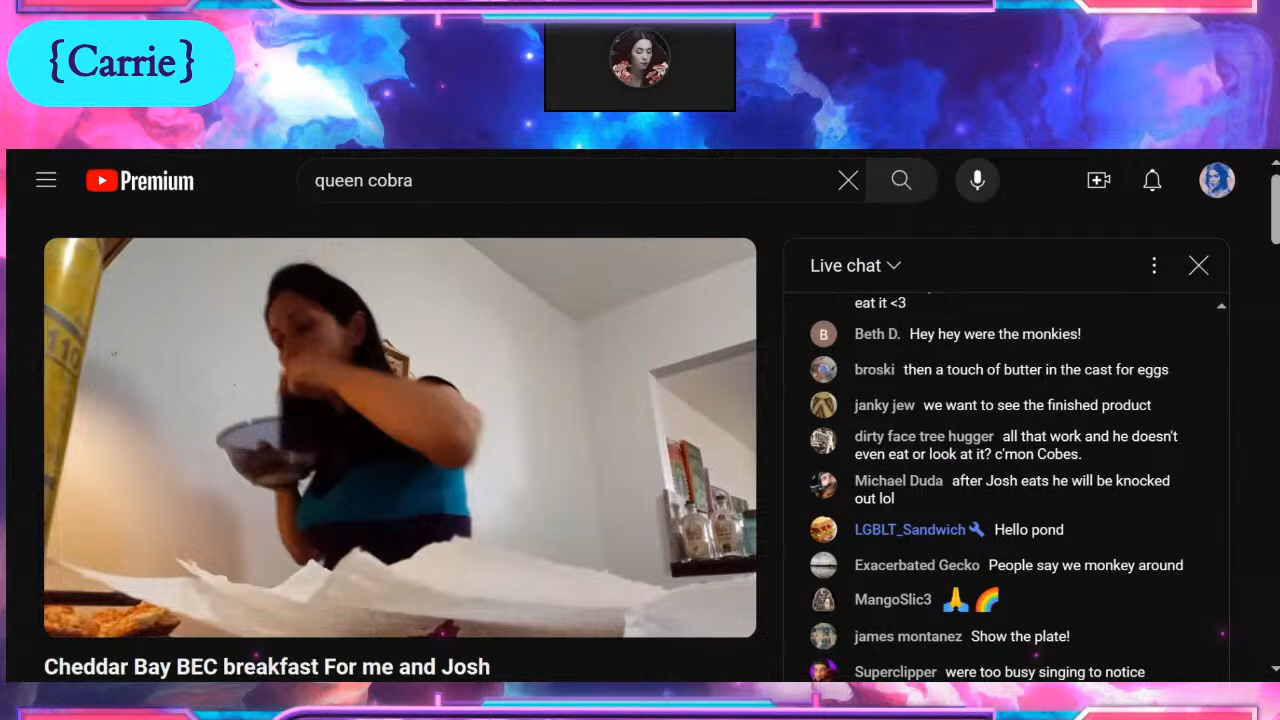 {Carrie}
Premium
queen cobra
Live chat
eat it <3
B
Beth D. Hey hey were the monkies!
broski then a touch of butter in the cast for eggs
janky jew we want to see the finished product
dirty face tree hugger all that work and he doesn't
even eat or look at it? c'mon Cobes.
Michael Duda after Josh eats he will be knocked
out lol
LGBLT_Sandwich Hello pond
Exacerbated Gecko People say we monkey around
MangoSlic3 🙏 🌈
james montanez Show the plate!
Superclipper were too busy singing to notice
110
Cheddar Bay BEC breakfast For me and Josh